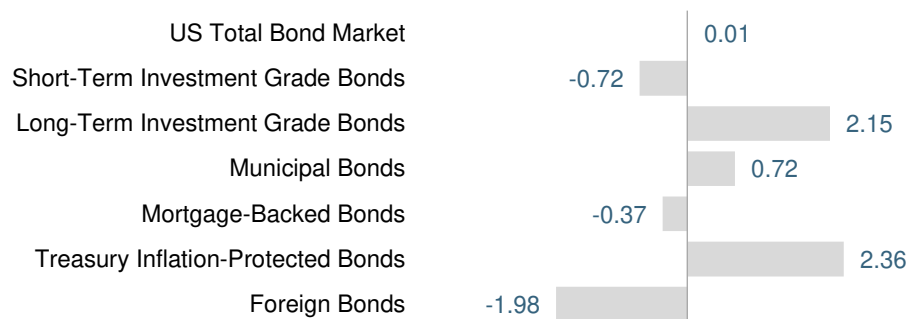 US Total Bond Market 0.01
Short-Term Investment Grade Bonds -0.72
Long-Term Investment Grade Bonds 2.15
Municipal Bonds 0.72
Mortgage-Backed Bonds -0.37
Treasury Inflation-Protected Bonds 2.36
Foreign Bonds -1.98